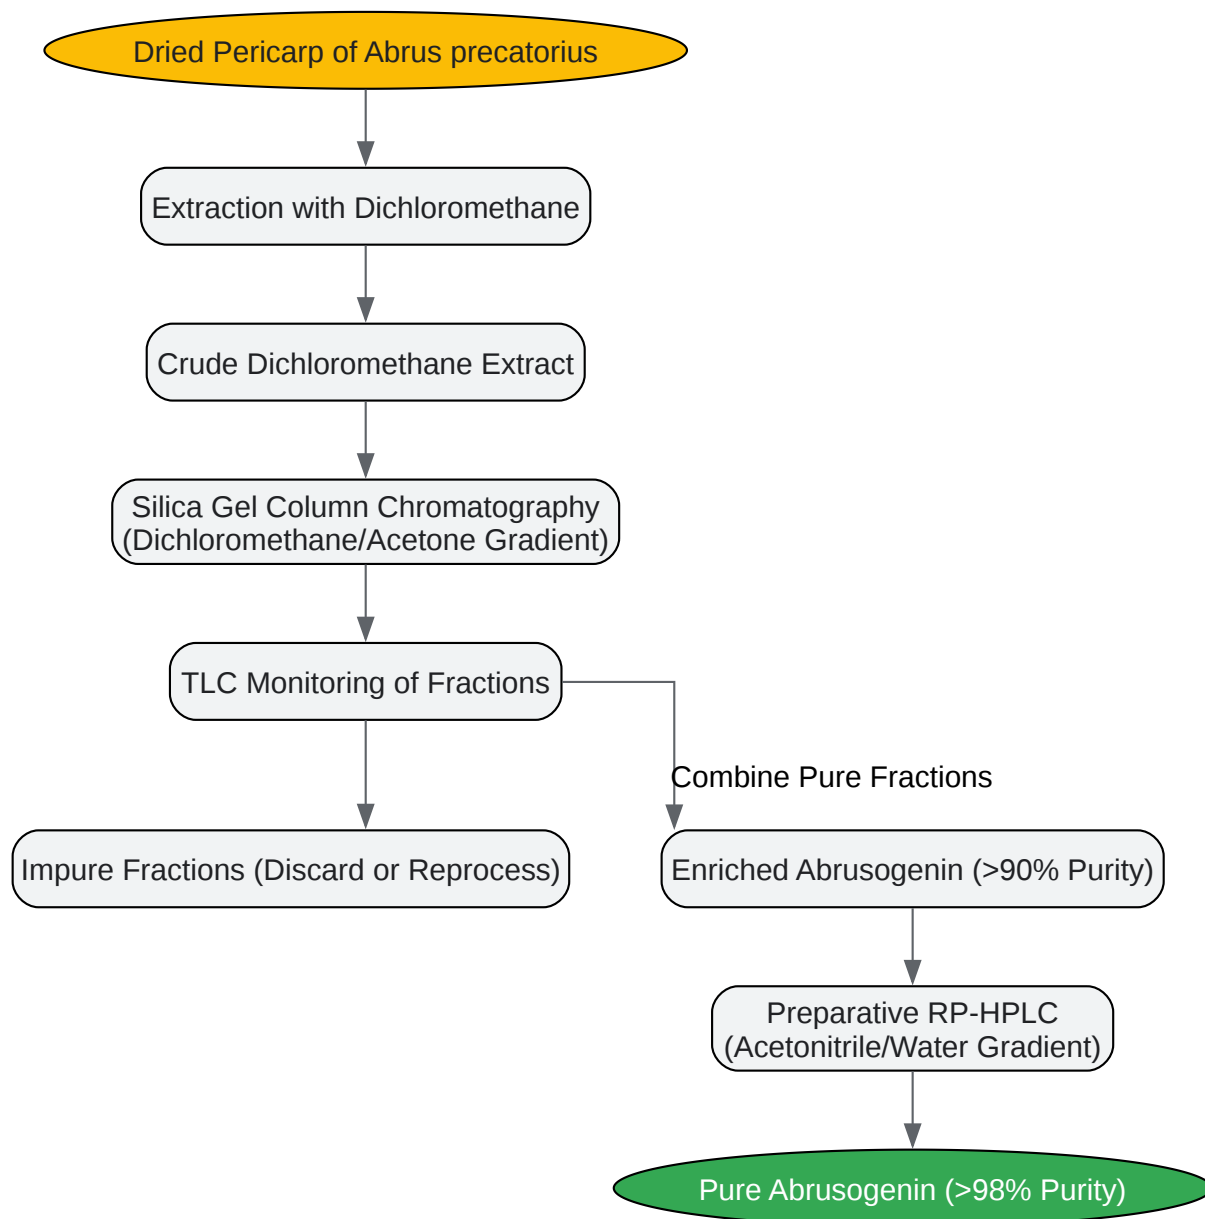 Dried Pericarp of Abrus precatorius
Extraction with Dichloromethane
Crude Dichloromethane Extract
Silica Gel Column Chromatography
(Dichloromethane/Acetone Gradient)
TLC Monitoring of Fractions
Combine Pure Fractions
Impure Fractions (Discard or Reprocess)
Enriched Abrusogenin (>90% Purity)
Preparative RP-HPLC
(Acetonitrile/Water Gradient)
Pure Abrusogenin (>98% Purity)